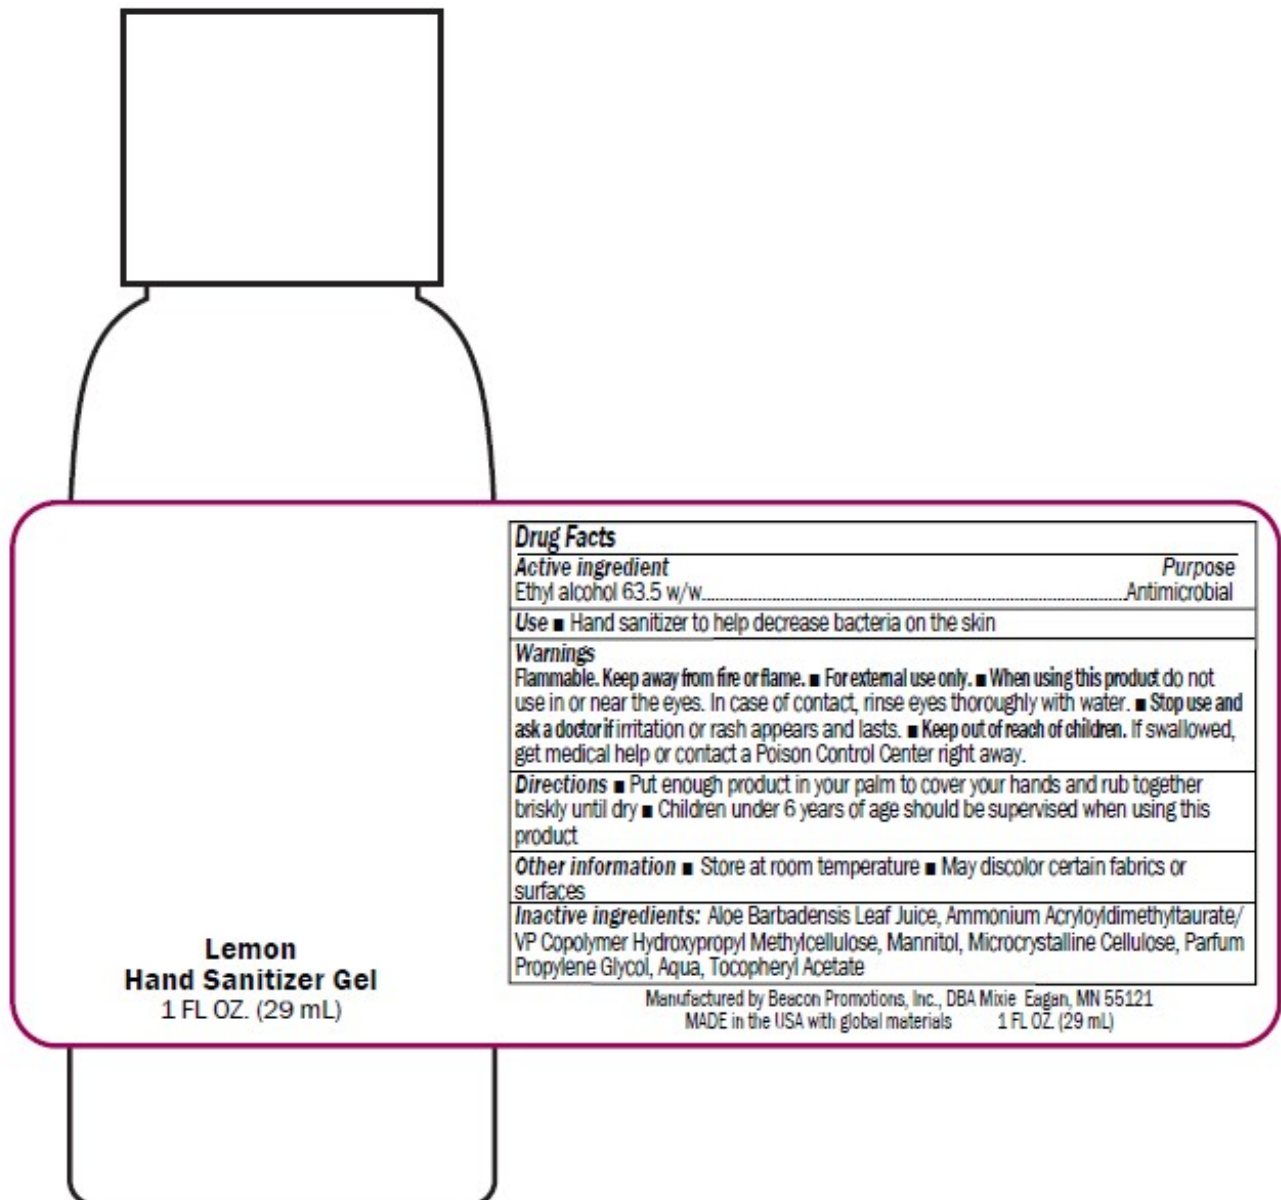 Drug Facts
Active ingredient Purpose
Ethyl alcohol 63.5 w/w......Antimicrobial
Use ■ Hand sanitizer to help decrease bacteria on the skin
Warnings
Flammable. Keep away from fire or flame. ■ For external use only. ■ When using this product do not
use in or near the eyes. In case of contact, rinse eyes thoroughly with water. ■ Stop use and
ask a doctor if irritation or rash appears and lasts. ■ Keep out of reach of children. If swallowed,
get medical help or contact a Poison Control Center right away.
Directions ■ Put enough product in your palm to cover your hands and rub together
briskly until dry ■ Children under 6 years of age should be supervised when using this
product
Other information ■ Store at room temperature ■ May discolor certain fabrics or
surfaces
Inactive ingredients: Aloe Barbadensis Leaf Juice, Ammonium Acryloyldimethyltaurate/
VP Copolymer Hydroxypropyl Methylcellulose, Mannitol, Microcrystalline Cellulose, Parfum
Propylene Glycol, Aqua, Tocopheryl Acetate
Manufactured by Beacon Promotions, Inc., DBA Mixie Eagan, MN 55121
MADE in the USA with global materials 1 FL OZ. (29 mL)
Lemon
Hand Sanitizer Gel
1 FL OZ. (29 mL)